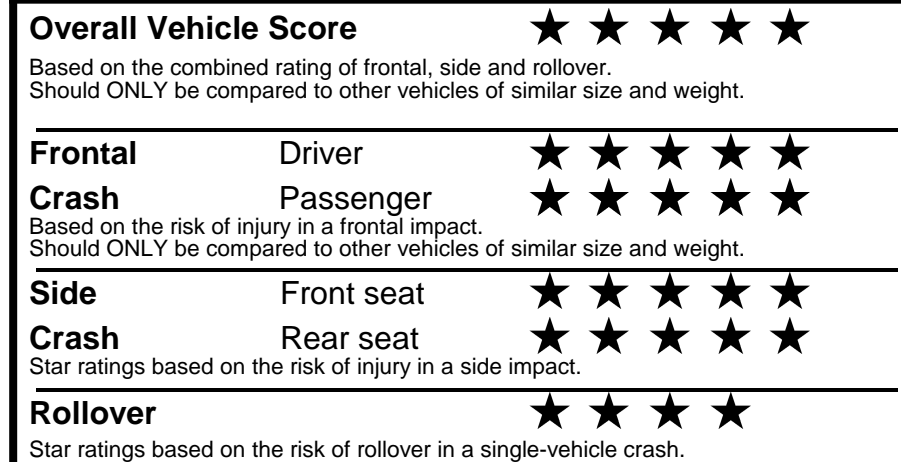 Overall Vehicle Score ★ ★ ★ ★ ★
Based on the combined rating of frontal, side and rollover.
Should ONLY be compared to other vehicles of similar size and weight.
Frontal Driver ★ ★ ★ ★ ★
Crash Passenger ★ ★ ★ ★ ★
Based on the risk of injury in a frontal impact.
Should ONLY be compared to other vehicles of similar size and weight.
Side Front seat ★ ★ ★ ★ ★
Crash Rear seat ★ ★ ★ ★ ★
Star ratings based on the risk of injury in a side impact.
Rollover ★ ★ ★ ★
Star ratings based on the risk of rollover in a single-vehicle crash.